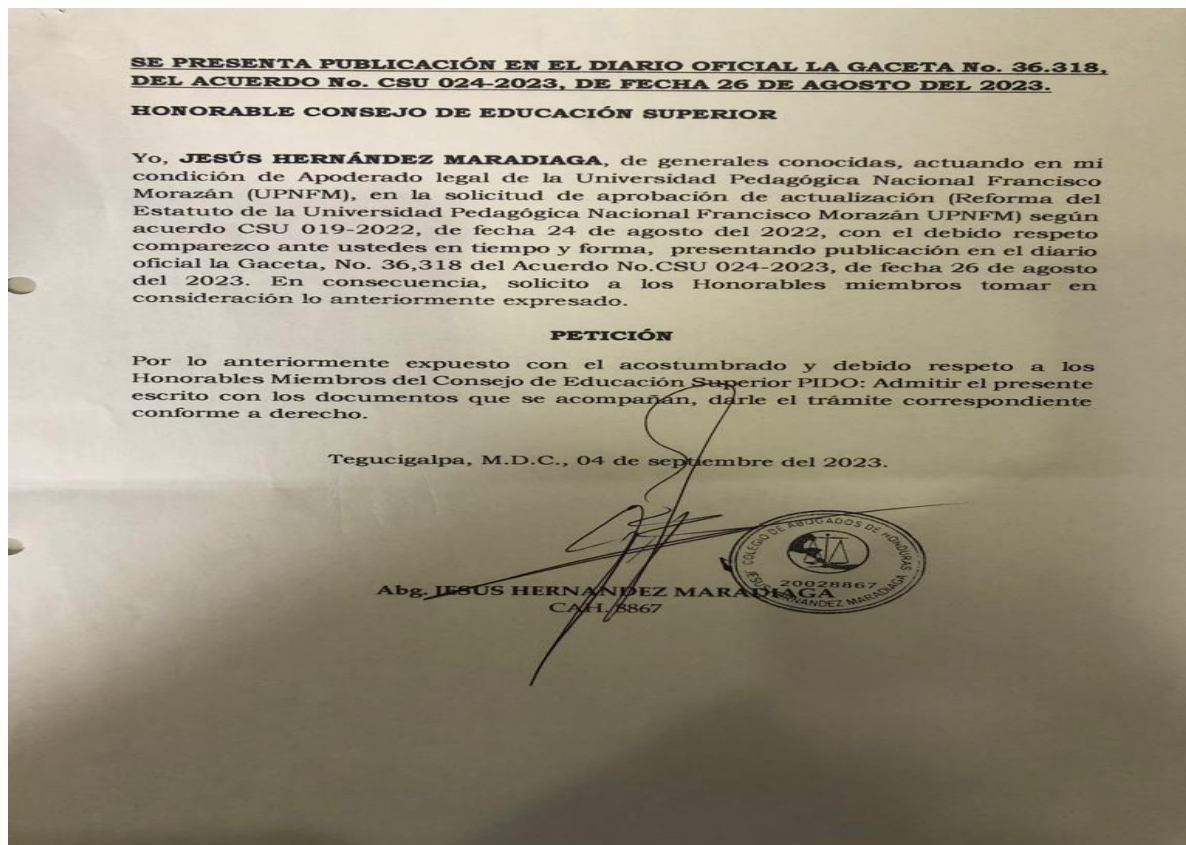 SE PRESENTA PUBLICACIÓN EN EL DIARIO OFICIAL LA GACETA No. 36.318,
DEL ACUERDO No. CSU 024-2023, DE FECHA 26 DE AGOSTO DEL 2023.
HONORABLE CONSEJO DE EDUCACIÓN SUPERIOR
Yo, JESÚS HERNÁNDEZ MARADIAGA, de generales conocidas, actuando en mi
condición de Apoderado legal de la Universidad Pedagógica Nacional Francisco
Morazán (UPNFM), en la solicitud de aprobación de actualización (Reforma del
Estatuto de la Universidad Pedagógica Nacional Francisco Morazán UPNFM) según
acuerdo CSU 019-2022, de fecha 24 de agosto del 2022, con el debido respeto
comparezco ante ustedes en tiempo y forma, presentando publicación en el diario
oficial la Gaceta, No. 36,318 del Acuerdo No.CSU 024-2023, de fecha 26 de agosto
del 2023. En consecuencia, solicito a los Honorables miembros tomar en
consideración lo anteriormente expresado.
PETICIÓN
Por lo anteriormente expuesto con el acostumbrado y debido respeto a los
Honorables Miembros del Consejo de Educación Superior PIDO: Admitir el presente
escrito con los documentos que se acompañan, darle el trámite correspondiente
conforme a derecho.
Tegucigalpa, M.D.C., 04 de septiembre del 2023.
COLEGIO DE ABOGADOS DE HONDURAS
20028867
JESUS HERNANDEZ MARADIAGA
Abg. JESUS HERNANDEZ MARADIAGA
CAH. 8867